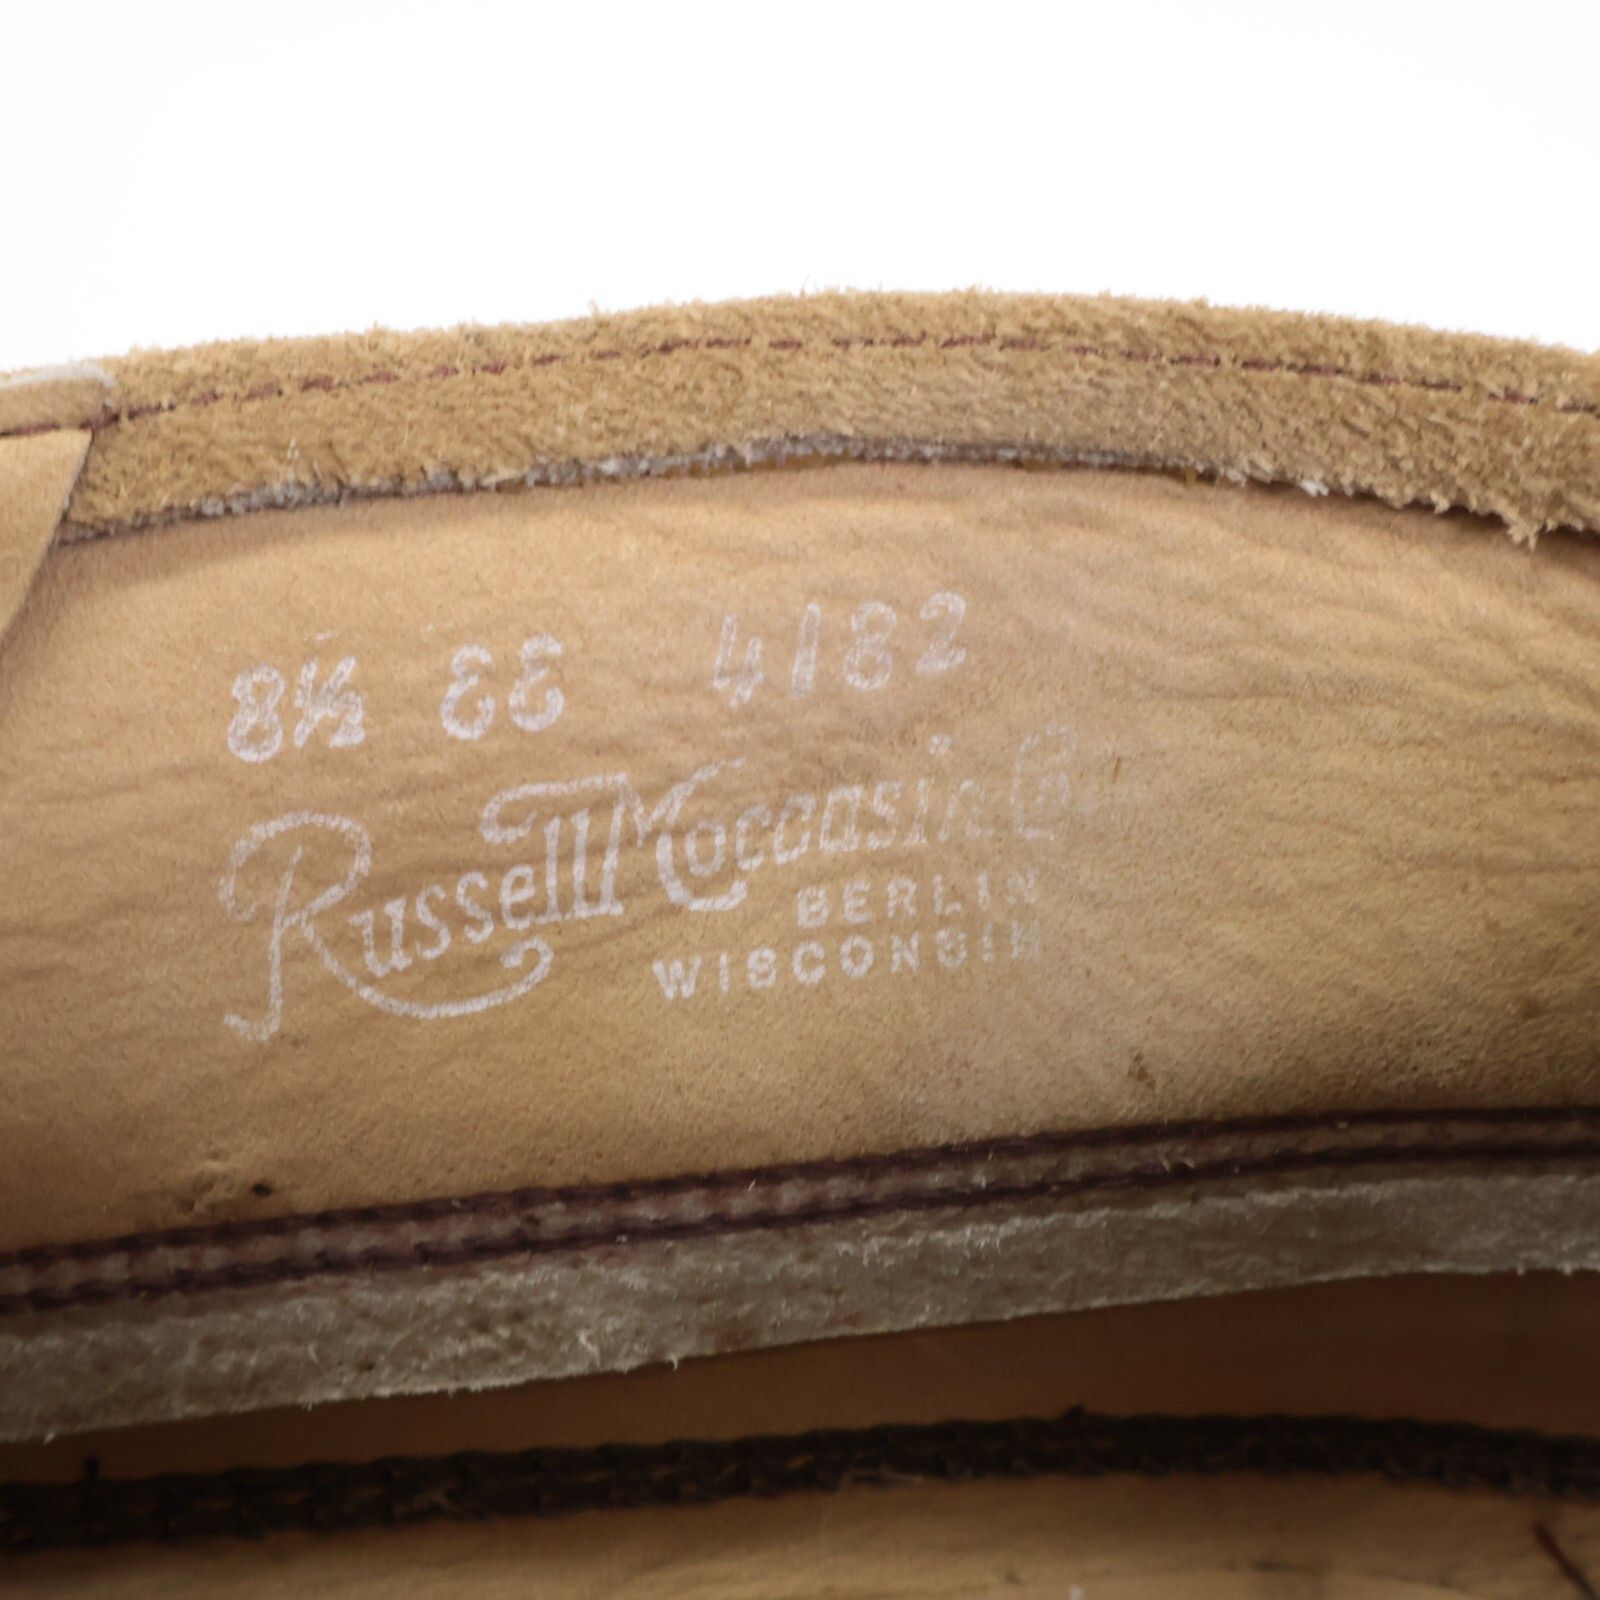 8½ EE 4182
Russell Moccasin Co
BERLIN
WISCONSIN